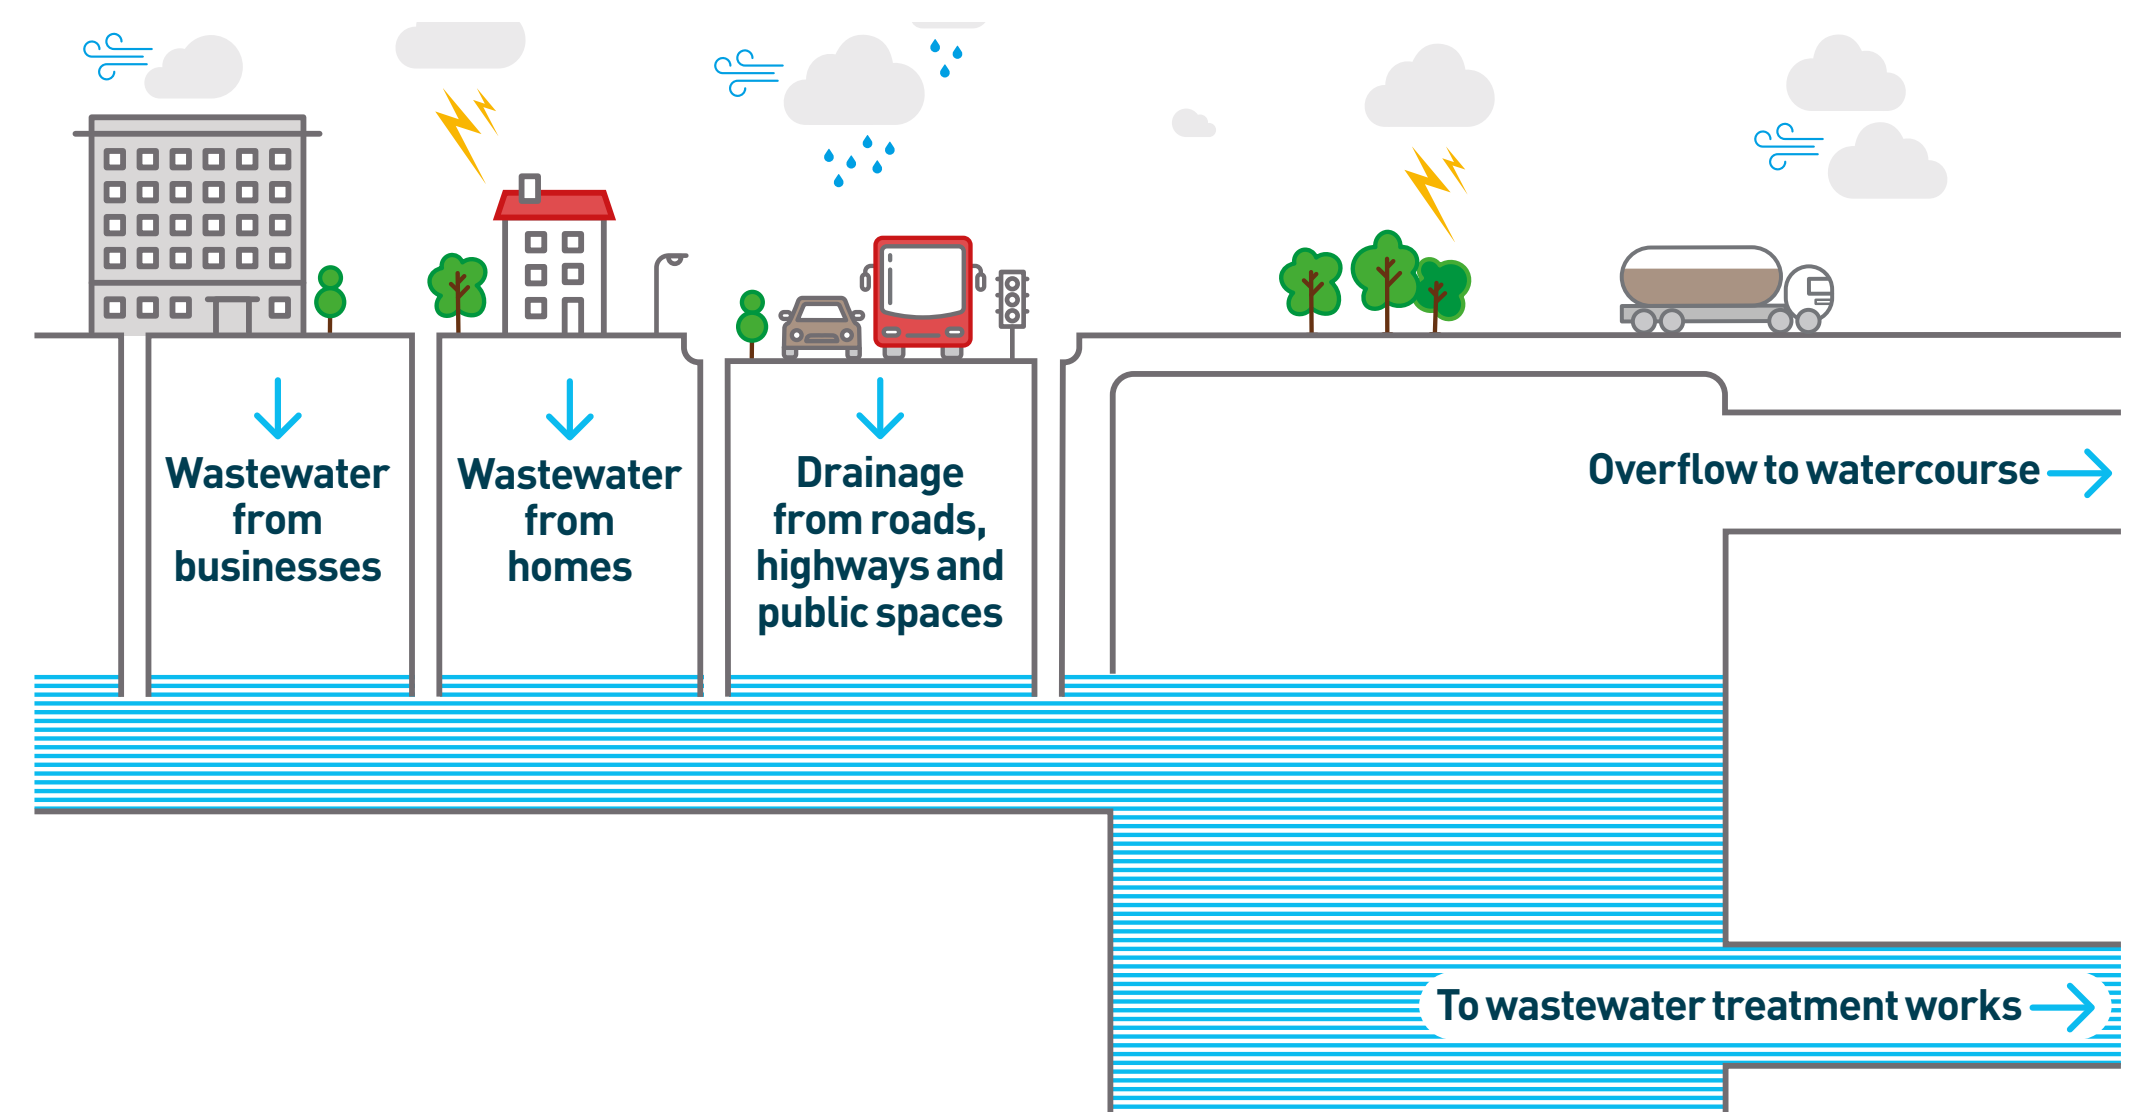 Wastewater
from
businesses
Wastewater
from
homes
Drainage
from roads,
highways and
public spaces
Overflow to watercourse
To wastewater treatment works